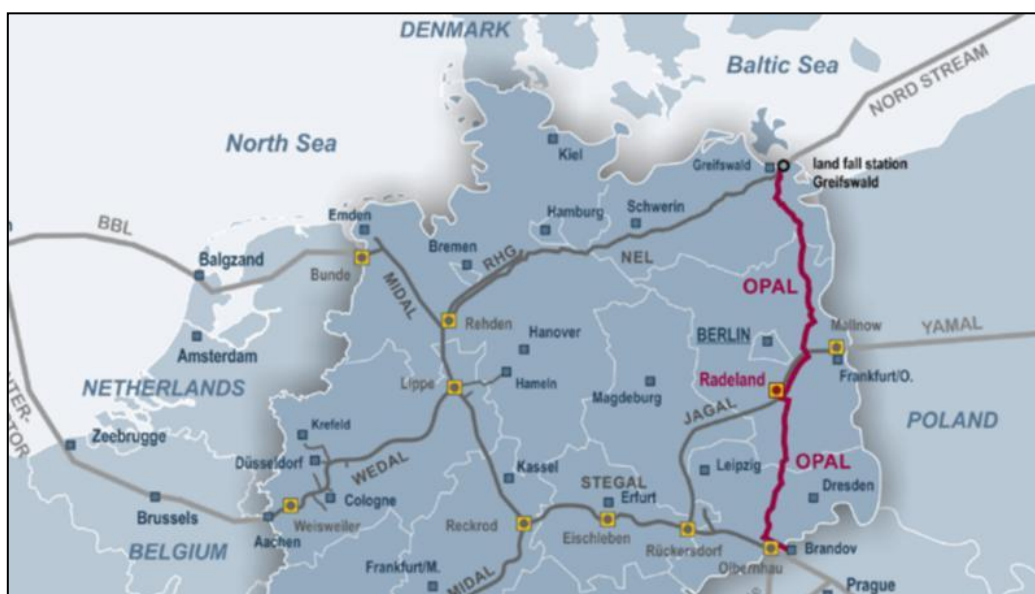 DENMARK
Baltic Sea
NORD STREAM
North Sea
Kiel
Greifswald
land fall station
Greifswald
BBL
Emden
Hamburg
Schwerin
Balgzand
Bunde
Bremen
RHG
NEL
MIDAL
OPAL
Rehden
Hanover
BERLIN
Mallnow
YAMAL
Amsterdam
NETHERLANDS
Lippe
Hameln
Magdeburg
Radeland
Frankfurt/O.
JAGAL
POLAND
Krefeld
Zeebrugge
Düsseldorf
WEDAL
Kassel
Leipzig
OPAL
STEGAL
Cologne
Erfurt
Dresden
Brussels
Weisweiler
Aachen
Reckrod
Eischleben
Rückersdorf
Brandov
BELGIUM
Frankfurt/M.
MIDAL
Olbernhau
Prague